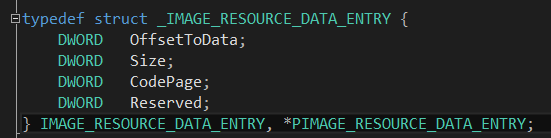 typedef struct _IMAGE_RESOURCE_DATA_ENTRY {
    DWORD   OffsetToData;
    DWORD   Size;
    DWORD   CodePage;
    DWORD   Reserved;
} IMAGE_RESOURCE_DATA_ENTRY, *PIMAGE_RESOURCE_DATA_ENTRY;